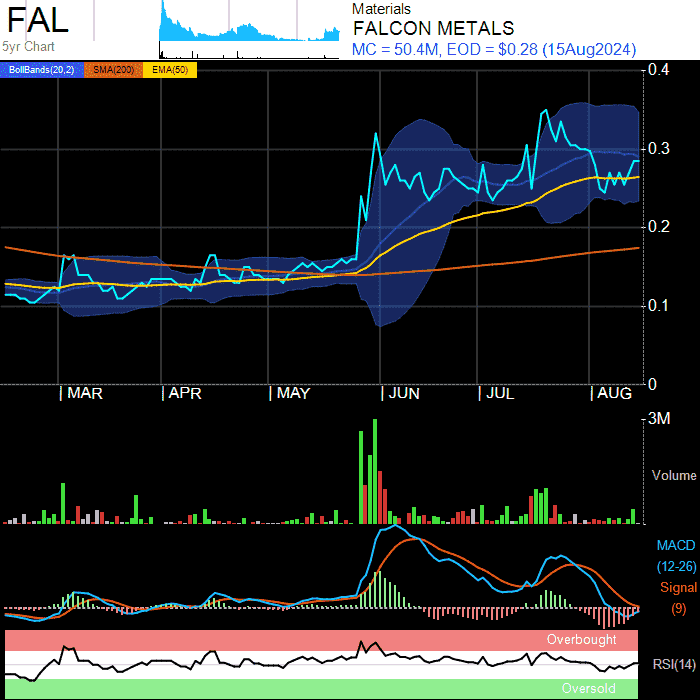 FAL
5yr Chart
Materials
FALCON METALS
MC = 50.4M, EOD = $0.28 (15Aug2024)
BollBands(20,2) SMA(200) EMA(50)
0.4
0.3
0.2
0.1
0
MAR APR MAY JUN JUL AUG
3M
Volume
MACD
(12-26)
Signal
(9)
Overbought
RSI(14)
Oversold